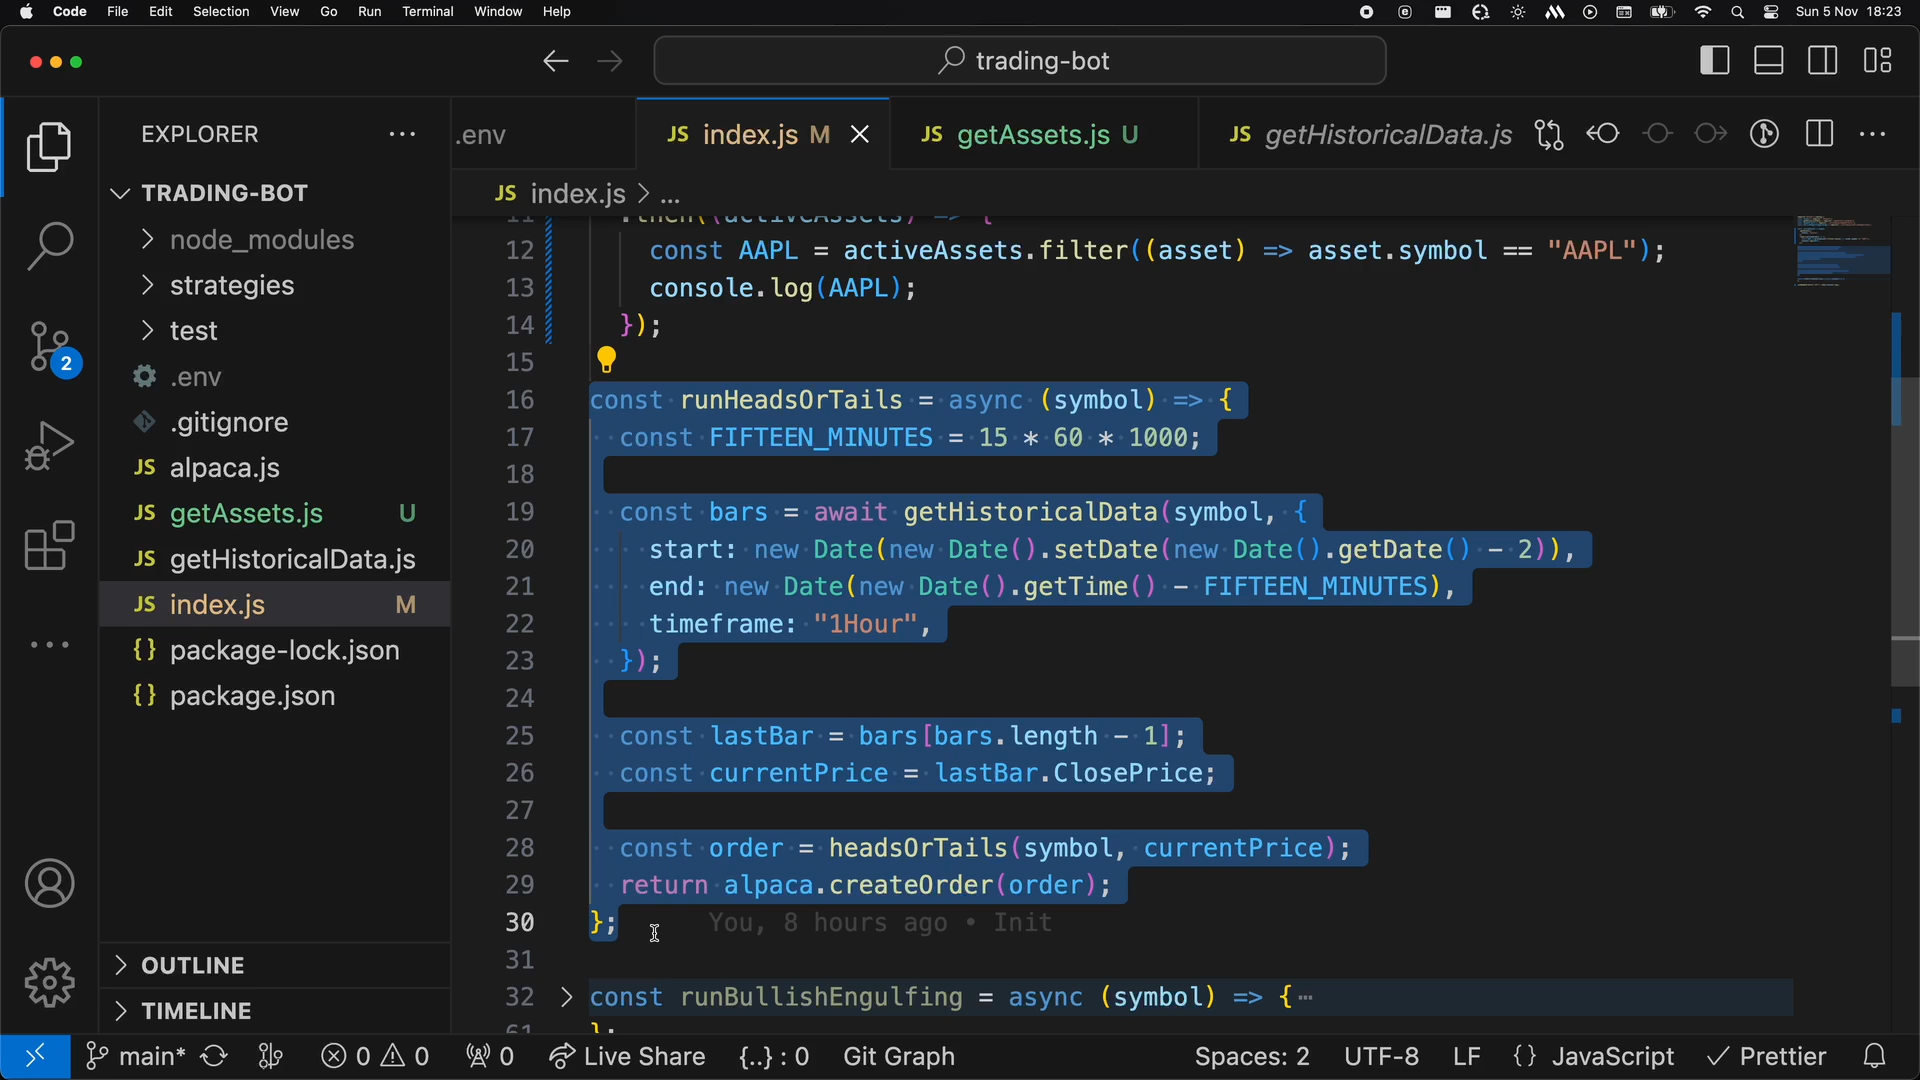 Code File Edit Selection View Go Run Terminal Window Help Sun 5 Nov 18:23
trading-bot
EXPLORER ...
TRADING-BOT
node_modules
strategies
test
.env
.gitignore
JS alpaca.js
JS getAssets.js U
JS getHistoricalData.js
JS index.js M
{} package-lock.json
{} package.json
OUTLINE
TIMELINE
2
.env JS index.js M JS getAssets.js U JS getHistoricalData.js
JS index.js > ...
11 .then((activeAssets) => {
12 const AAPL = activeAssets.filter((asset) => asset.symbol == "AAPL");
13 console.log(AAPL);
14 });
15
16 const runHeadsOrTails = async (symbol) => {
17 const FIFTEEN_MINUTES = 15 * 60 * 1000;
18
19 const bars = await getHistoricalData(symbol, {
20 start: new Date(new Date().setDate(new Date().getDate() - 2)),
21 end: new Date(new Date().getTime() - FIFTEEN_MINUTES),
22 timeframe: "1Hour",
23 });
24
25 const lastBar = bars[bars.length - 1];
26 const currentPrice = lastBar.ClosePrice;
27
28 const order = headsOrTails(symbol, currentPrice);
29 return alpaca.createOrder(order);
30 }; You, 8 hours ago • Init
31
32 > const runBullishEngulfing = async (symbol) => {…
61 };
main* 0 0 0 Live Share {..} : 0 Git Graph Spaces: 2 UTF-8 LF {} JavaScript Prettier